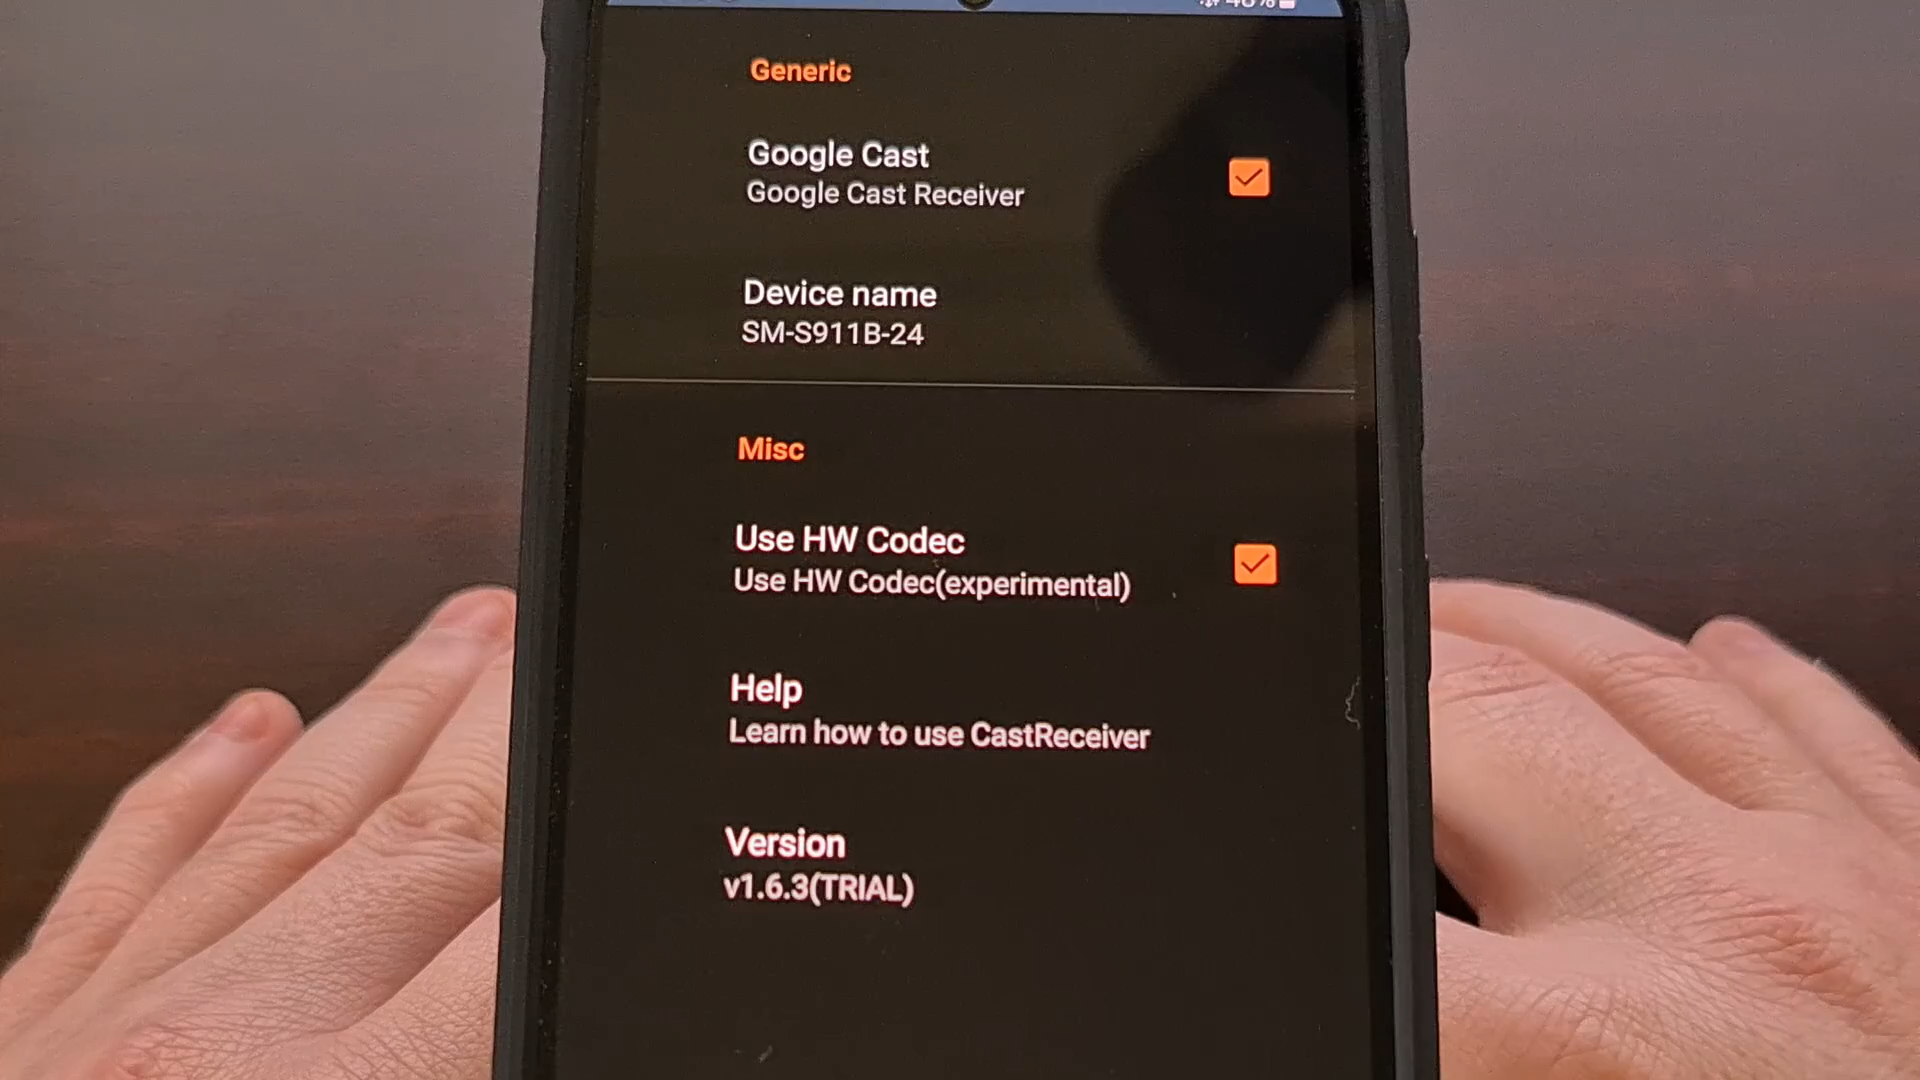 Generic
Google Cast
Google Cast Receiver
Device name
SM-S911B-24
Misc
Use HW Codec
Use HW Codec(experimental)
Help
Learn how to use CastReceiver
Version
v1.6.3(TRIAL)